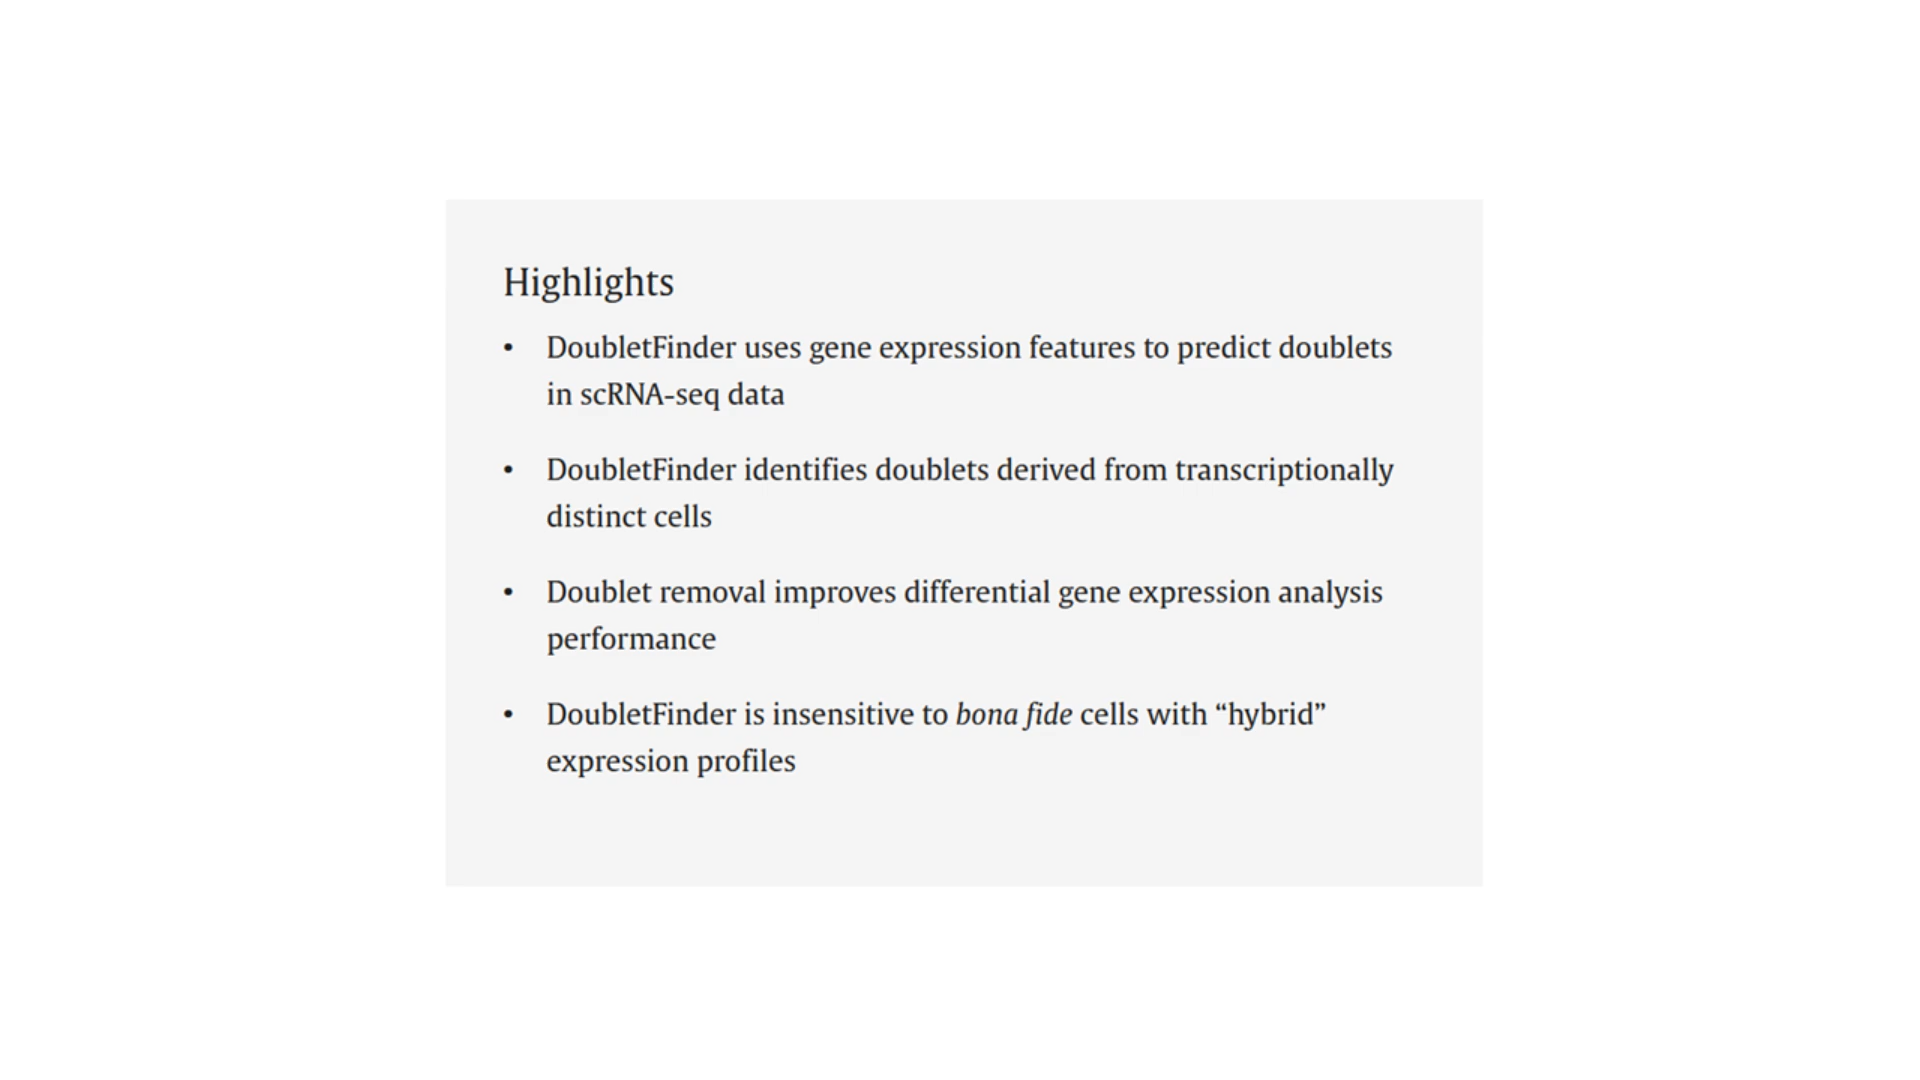 Highlights
• DoubletFinder uses gene expression features to predict doublets
in scRNA-seq data
• DoubletFinder identifies doublets derived from transcriptionally
distinct cells
• Doublet removal improves differential gene expression analysis
performance
• DoubletFinder is insensitive to bona fide cells with “hybrid”
expression profiles